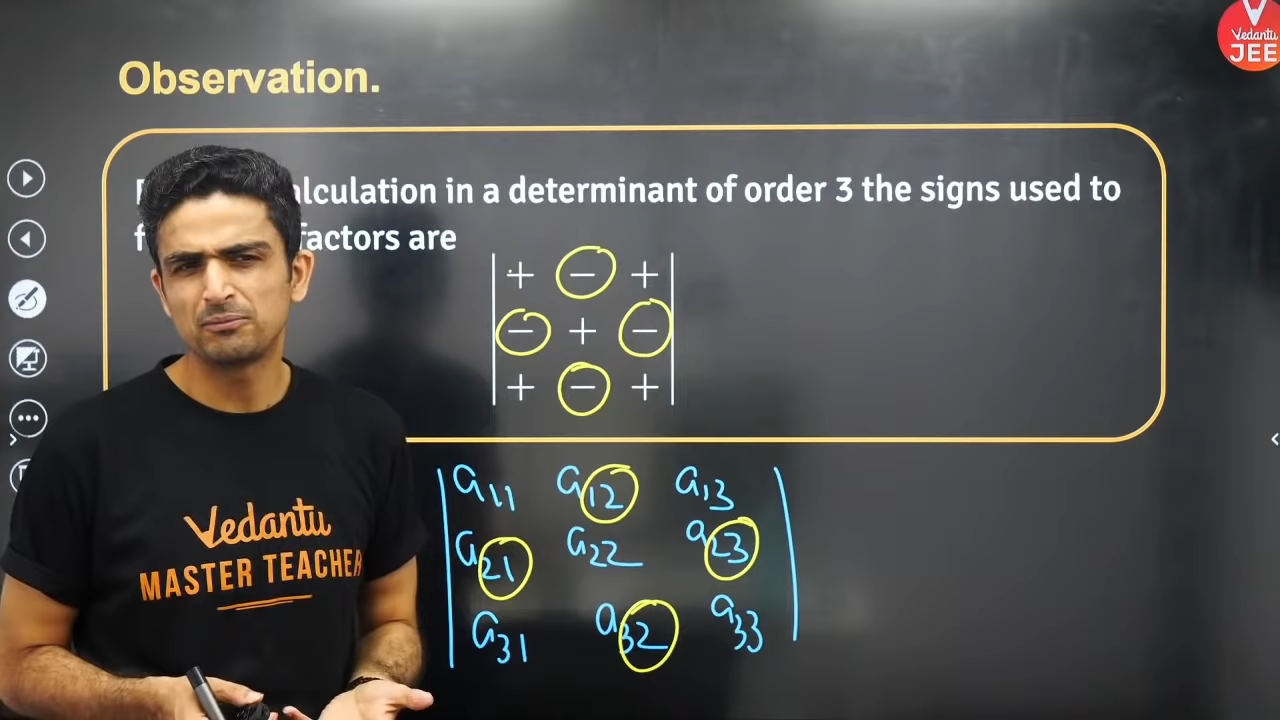 Vedantu
JEE
Observation.
calculation in a determinant of order 3 the signs used to
factors are
+ − +
− + −
+ − +
a11 a12 a13
a21 a22 a23
a31 a32 a33
Vedantu
MASTER TEACHER